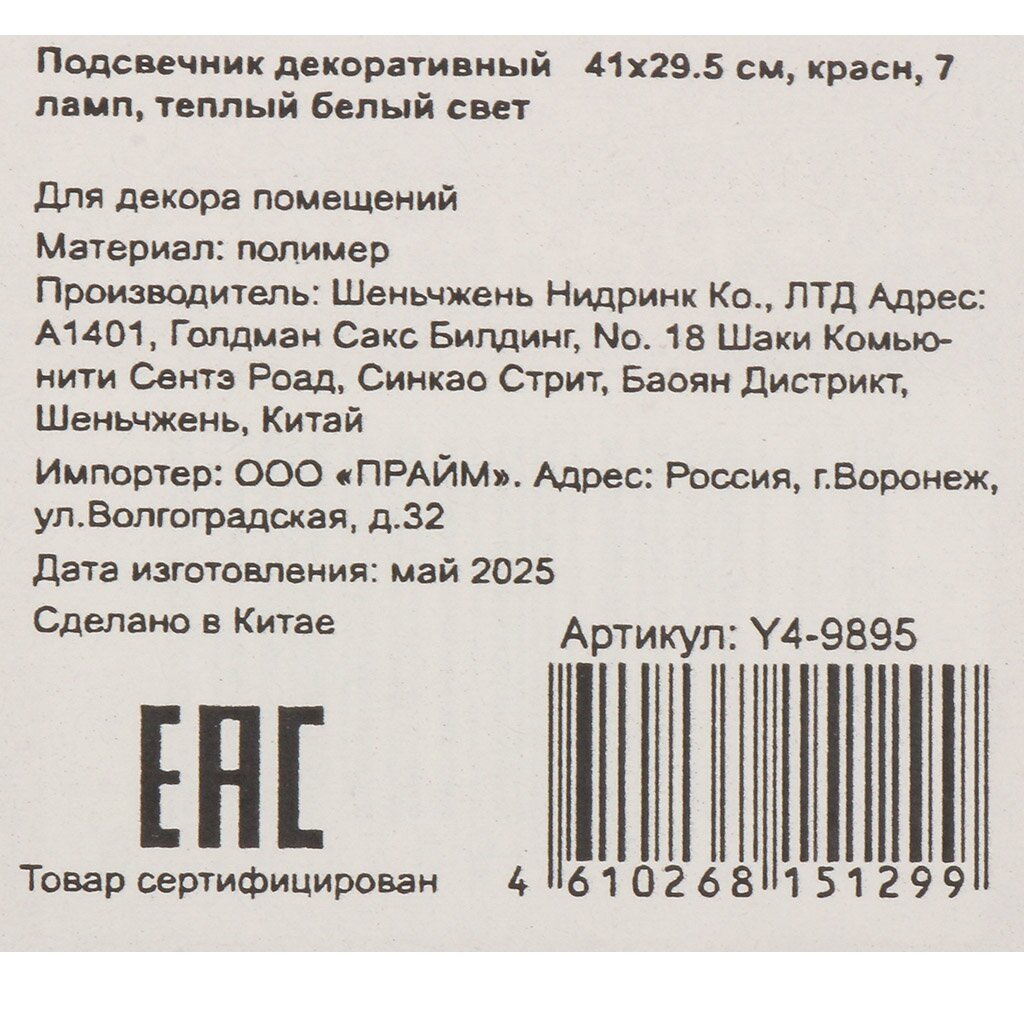 Подсвечник декоративный 41х29.5 см, красн, 7
ламп, теплый белый свет
Для декора помещений
Материал: полимер
Производитель: Шеньчжень Нидринк Ко., ЛТД Адрес:
А1401, Голдман Сакс Билдинг, No. 18 Шаки Комью-
нити Сентэ Роад, Синкао Стрит, Баоян Дистрикт,
Шеньчжень, Китай
Импортер: ООО «ПРАЙМ». Адрес: Россия, г.Воронеж,
ул.Волгоградская, д.32
Дата изготовления: май 2025
Сделано в Китае
Артикул: Y4-9895
EAC
Товар сертифицирован
4 610268 151299